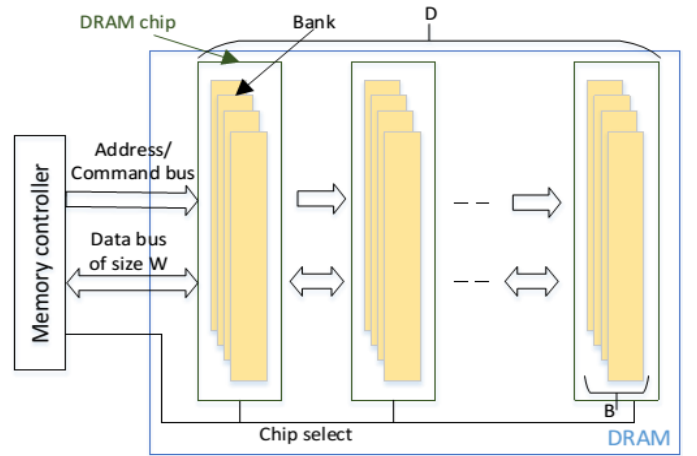 DRAM chip
Bank
D
Address/
Command bus
Data bus
of size W
Memory controller
B
Chip select
DRAM